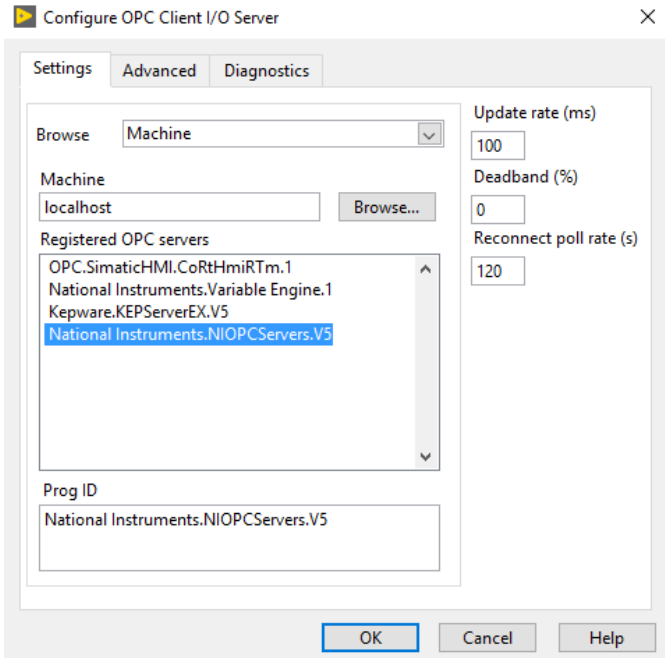 Configure OPC Client I/O Server
Settings
Advanced
Diagnostics
Browse
Machine
Machine
localhost
Browse...
Registered OPC servers
OPC.SimaticHMI.CoRtHmiRTm.1
National Instruments.Variable Engine.1
Kepware.KEPServerEX.V5
National Instruments.NIOPCServers.V5
Prog ID
National Instruments.NIOPCServers.V5
Update rate (ms)
100
Deadband (%)
0
Reconnect poll rate (s)
120
OK
Cancel
Help